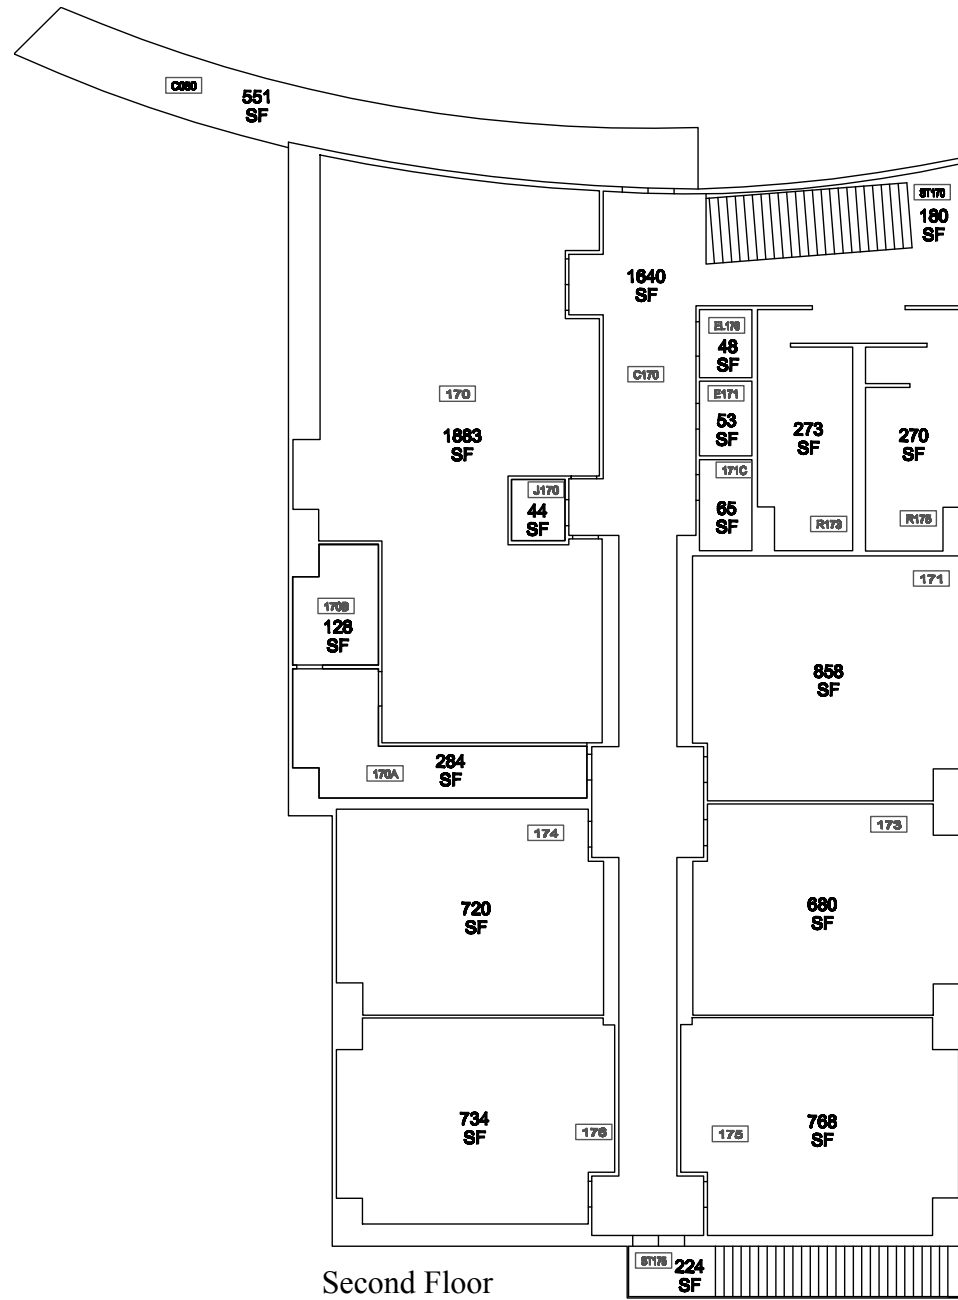 C080
551
SF
ST170
180
SF
1640
SF
EL170
48
SF
C170
170
E171
53
SF
273
SF
270
SF
1883
SF
171C
65
SF
J170
44
SF
R173
R175
171
170B
128
SF
858
SF
284
SF
170A
174
173
720
SF
680
SF
734
SF
176
175
768
SF
ST175
224
SF
Second Floor